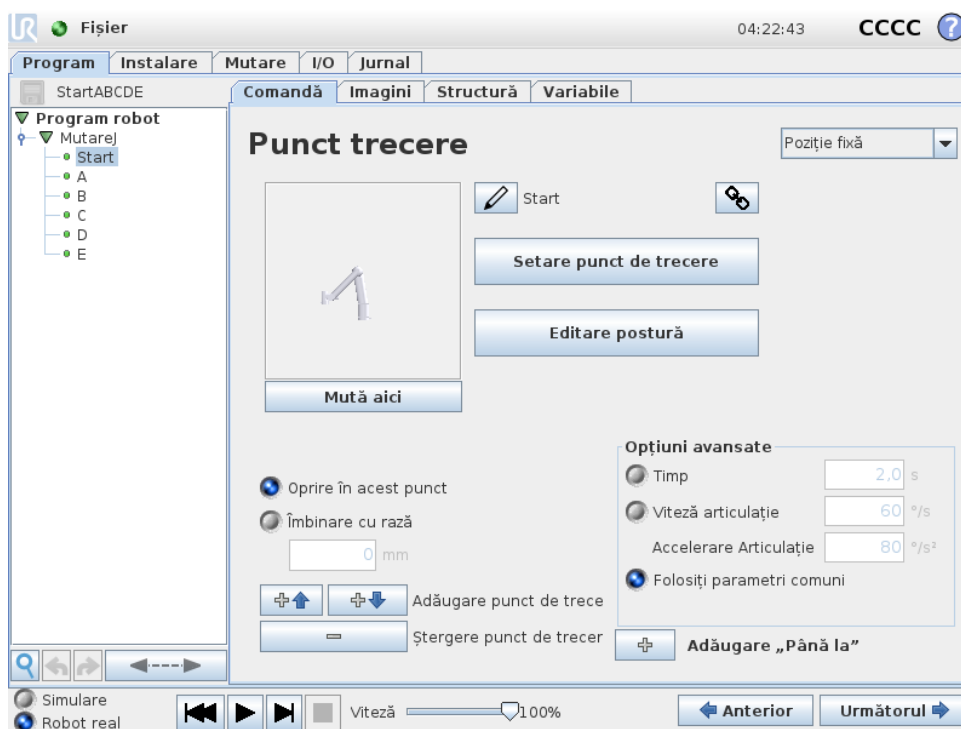 UR Fișier 04:22:43 CCCC ?
Program Instalare Mutare I/O Jurnal
StartABCDE
Comandă Imagini Structură Variabile
Program robot
MutareJ
Start
A
B
C
D
E
Punct trecere
Poziție fixă
Start
Setare punct de trecere
Editare postură
Mută aici
Oprire în acest punct
Îmbinare cu rază
0 mm
Adăugare punct de trece
Ștergere punct de trecer
Opțiuni avansate
Timp 2,0 s
Viteză articulație 60 °/s
Accelerare Articulație 80 °/s²
Folosiți parametri comuni
Adăugare „Până la”
Simulare
Robot real
Viteză 100%
Anterior
Următorul